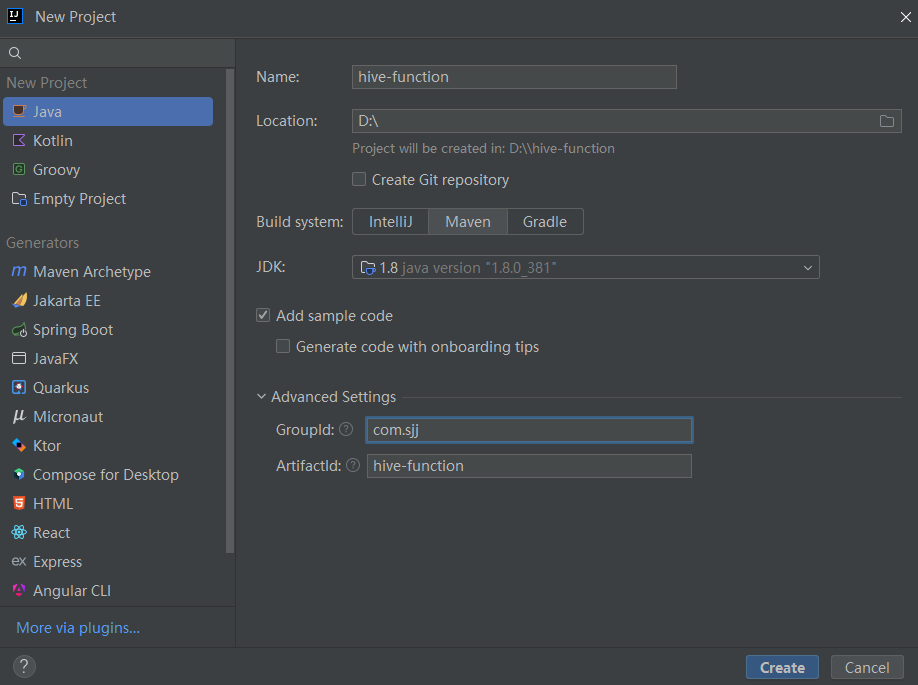 New Project
New Project
Java
Kotlin
Groovy
Empty Project
Generators
Maven Archetype
Jakarta EE
Spring Boot
JavaFX
Quarkus
Micronaut
Ktor
Compose for Desktop
HTML
React
Express
Angular CLI
More via plugins...
Name: hive-function
Location: D:\
Project will be created in: D:\\hive-function
Create Git repository
Build system: IntelliJ Maven Gradle
JDK: 1.8 java version "1.8.0_381"
Add sample code
Generate code with onboarding tips
Advanced Settings
GroupId: com.sjj
ArtifactId: hive-function
? Create Cancel